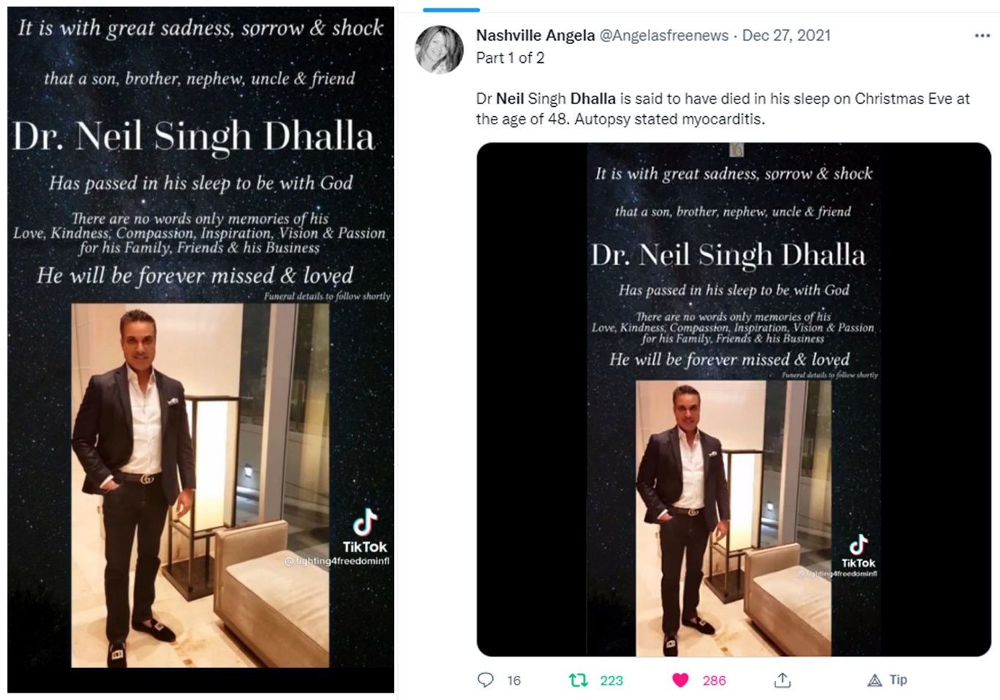 It is with great sadness, sorrow & shock
that a son, brother, nephew, uncle & friend
Dr. Neil Singh Dhalla
Has passed in his sleep to be with God
There are no words only memories of his
Love, Kindness, Compassion, Inspiration, Vision & Passion
for his Family, Friends & his Business
He will be forever missed & loved
Funeral details to follow shortly
TikTok
@fighting4freedominfl
Nashville Angela @Angelasfreenews · Dec 27, 2021
Part 1 of 2
Dr Neil Singh Dhalla is said to have died in his sleep on Christmas Eve at
the age of 48. Autopsy stated myocarditis.
It is with great sadness, sorrow & shock
that a son, brother, nephew, uncle & friend
Dr. Neil Singh Dhalla
Has passed in his sleep to be with God
There are no words only memories of his
Love, Kindness, Compassion, Inspiration, Vision & Passion
for his Family, Friends & his Business
He will be forever missed & loved
Funeral details to follow shortly
TikTok
@fighting4freedominfl
16 223 286 Tip